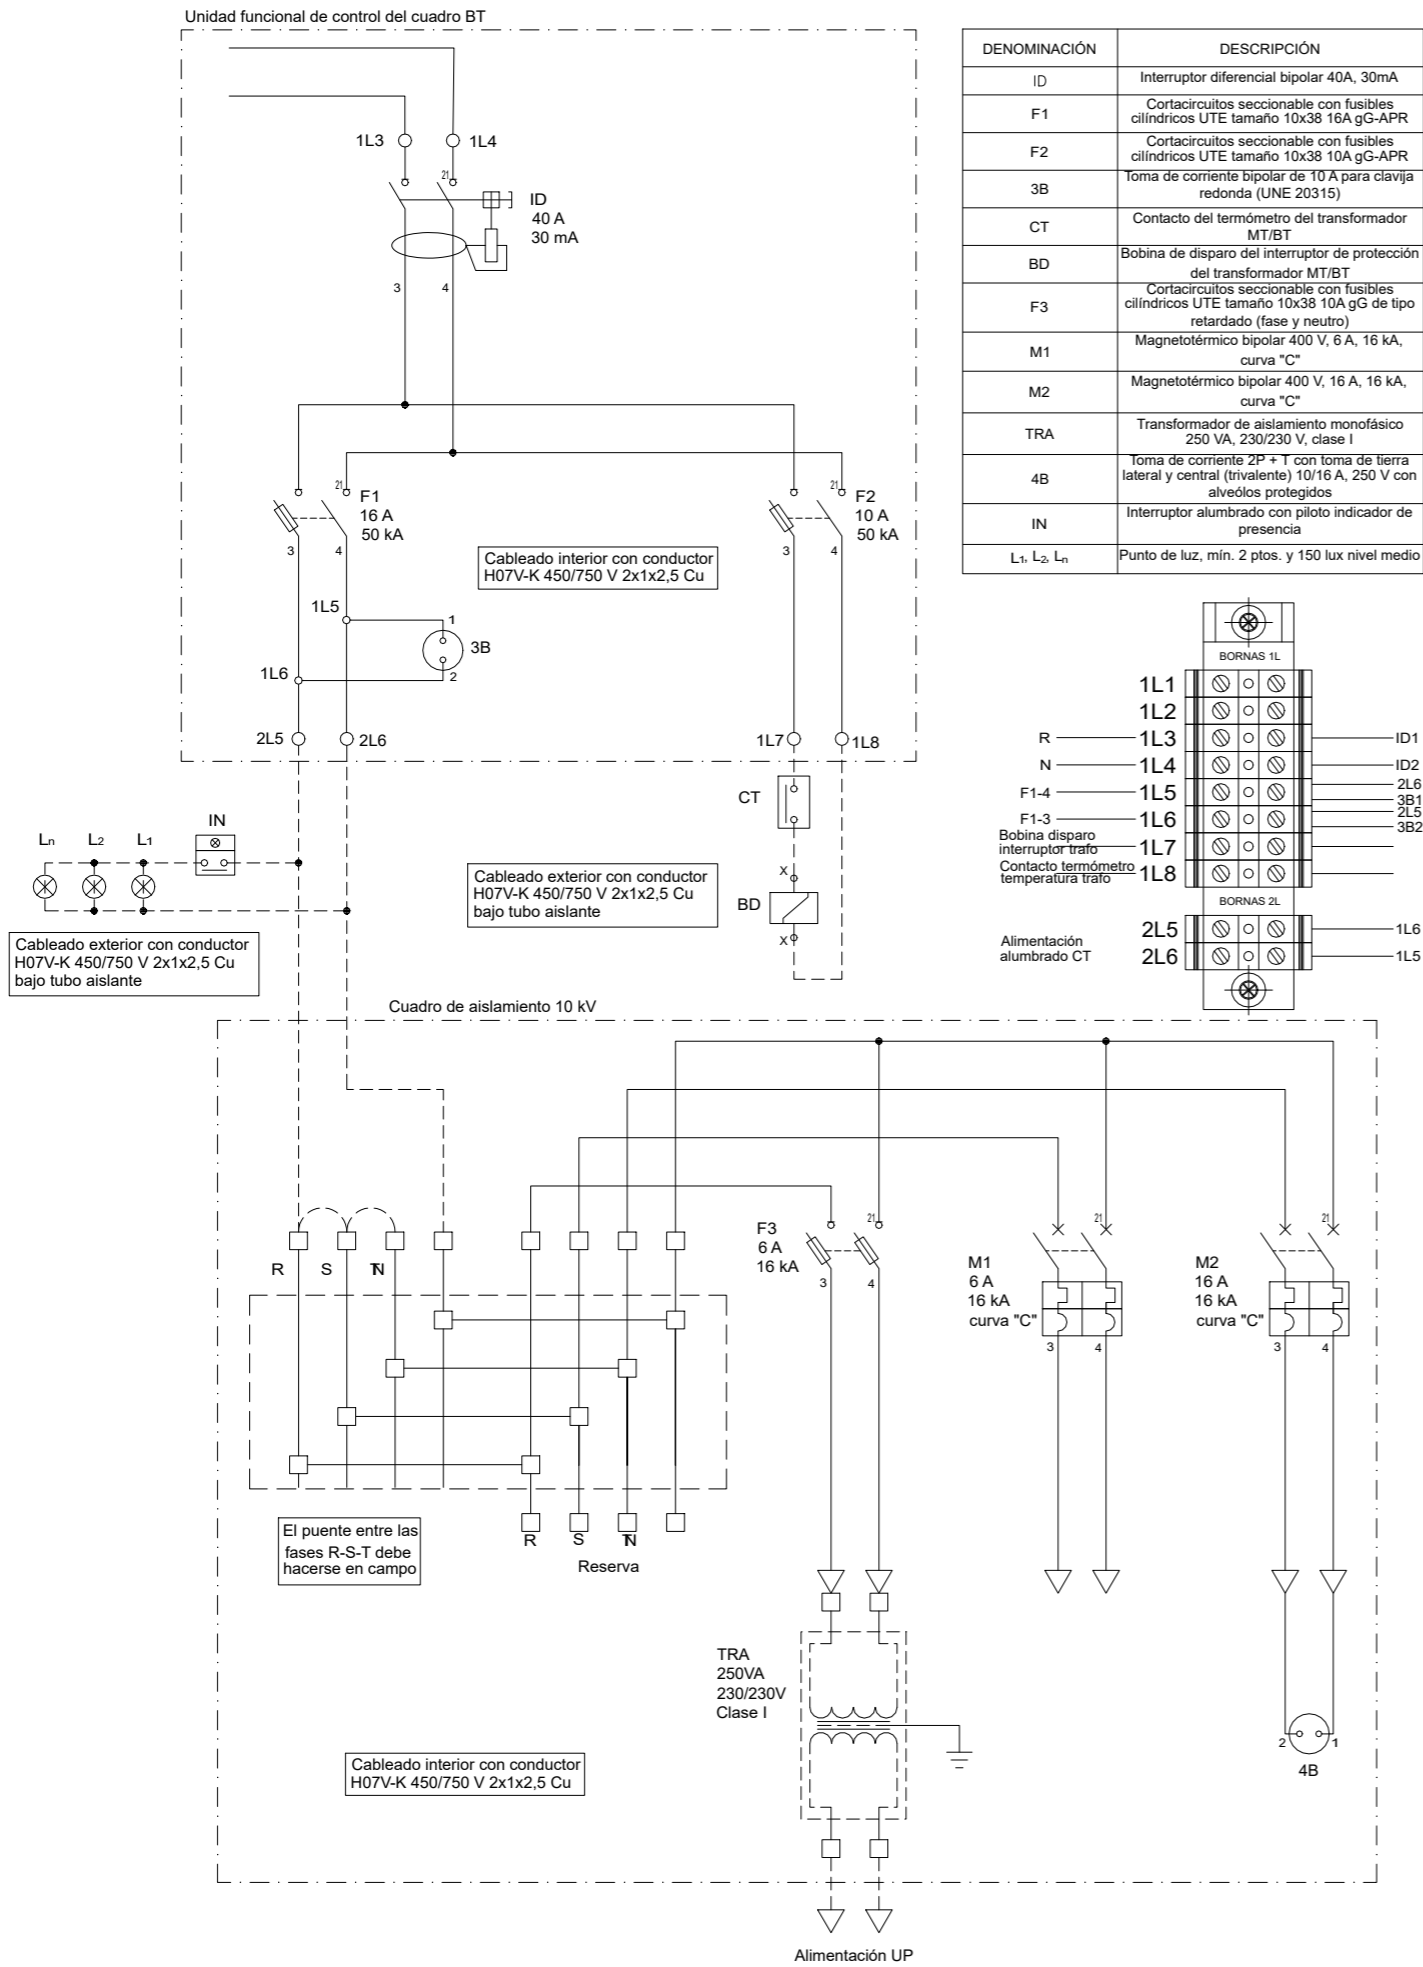 Unidad funcional de control del cuadro BT
1L3
1L4
21
ID
40 A
30 mA
3
4
21
F1
16 A
50 kA
3
4
21
F2
10 A
50 kA
3
4
Cableado interior con conductor
H07V-K 450/750 V 2x1x2,5 Cu
1L5
1
3B
1L6
2
2L5
2L6
1L7
1L8
CT
IN
Ln
L2
L1
X
BD
X
Cableado exterior con conductor
H07V-K 450/750 V 2x1x2,5 Cu
bajo tubo aislante
Cableado exterior con conductor
H07V-K 450/750 V 2x1x2,5 Cu
bajo tubo aislante
DENOMINACIÓN
DESCRIPCIÓN
ID
Interruptor diferencial bipolar 40A, 30mA
F1
Cortacircuitos seccionable con fusibles
cilíndricos UTE tamaño 10x38 16A gG-APR
F2
Cortacircuitos seccionable con fusibles
cilíndricos UTE tamaño 10x38 10A gG-APR
3B
Toma de corriente bipolar de 10 A para clavija
redonda (UNE 20315)
CT
Contacto del termómetro del transformador
MT/BT
BD
Bobina de disparo del interruptor de protección
del transformador MT/BT
F3
Cortacircuitos seccionable con fusibles
cilíndricos UTE tamaño 10x38 10A gG de tipo
retardado (fase y neutro)
M1
Magnetotérmico bipolar 400 V, 6 A, 16 kA,
curva "C"
M2
Magnetotérmico bipolar 400 V, 16 A, 16 kA,
curva "C"
TRA
Transformador de aislamiento monofásico
250 VA, 230/230 V, clase I
4B
Toma de corriente 2P + T con toma de tierra
lateral y central (trivalente) 10/16 A, 250 V con
alveólos protegidos
IN
Interruptor alumbrado con piloto indicador de
presencia
L1, L2, Ln
Punto de luz, mín. 2 ptos. y 150 lux nivel medio
BORNAS 1L
1L1
1L2
R 1L3 ID1
N 1L4 ID2
F1-4 1L5 2L6
3B1
F1-3 1L6 2L5
3B2
Bobina disparo
interruptor trafo
1L7
Contacto termómetro
temperatura trafo
1L8
BORNAS 2L
Alimentación
alumbrado CT
2L5 1L6
2L6 1L5
Cuadro de aislamiento 10 kV
R
S
T
N
F3
6 A
16 kA
21
3
4
M1
6 A
16 kA
curva "C"
21
3
4
M2
16 A
16 kA
curva "C"
21
3
4
El puente entre las
fases R-S-T debe
hacerse en campo
R
S
T
N
Reserva
TRA
250VA
230/230V
Clase I
2
1
4B
Cableado interior con conductor
H07V-K 450/750 V 2x1x2,5 Cu
Alimentación UP